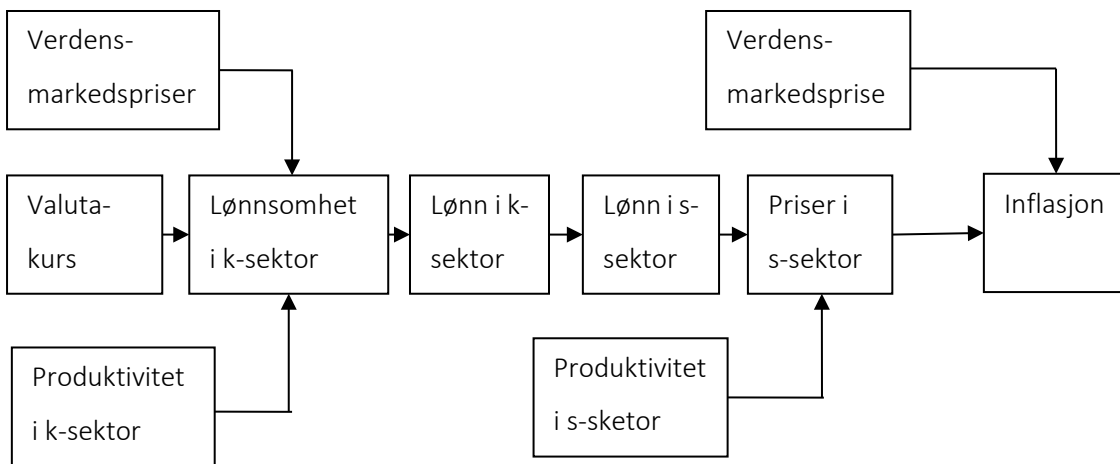 Verdens-
markedspriser
Verdens-
markedsprise
Valuta-
kurs
Lønnsomhet
i k-sektor
Lønn i k-
sektor
Lønn i s-
sektor
Priser i
s-sektor
Inflasjon
Produktivitet
i k-sektor
Produktivitet
i s-sketor